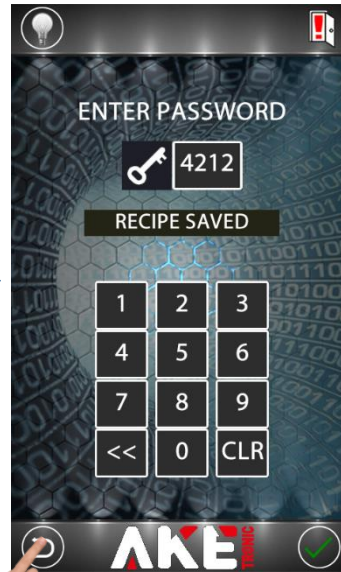 ENTER PASSWORD
4212
RECIPE SAVED
1 2 3
4 5 6
7 8 9
<< 0 CLR
AKE TRONIC